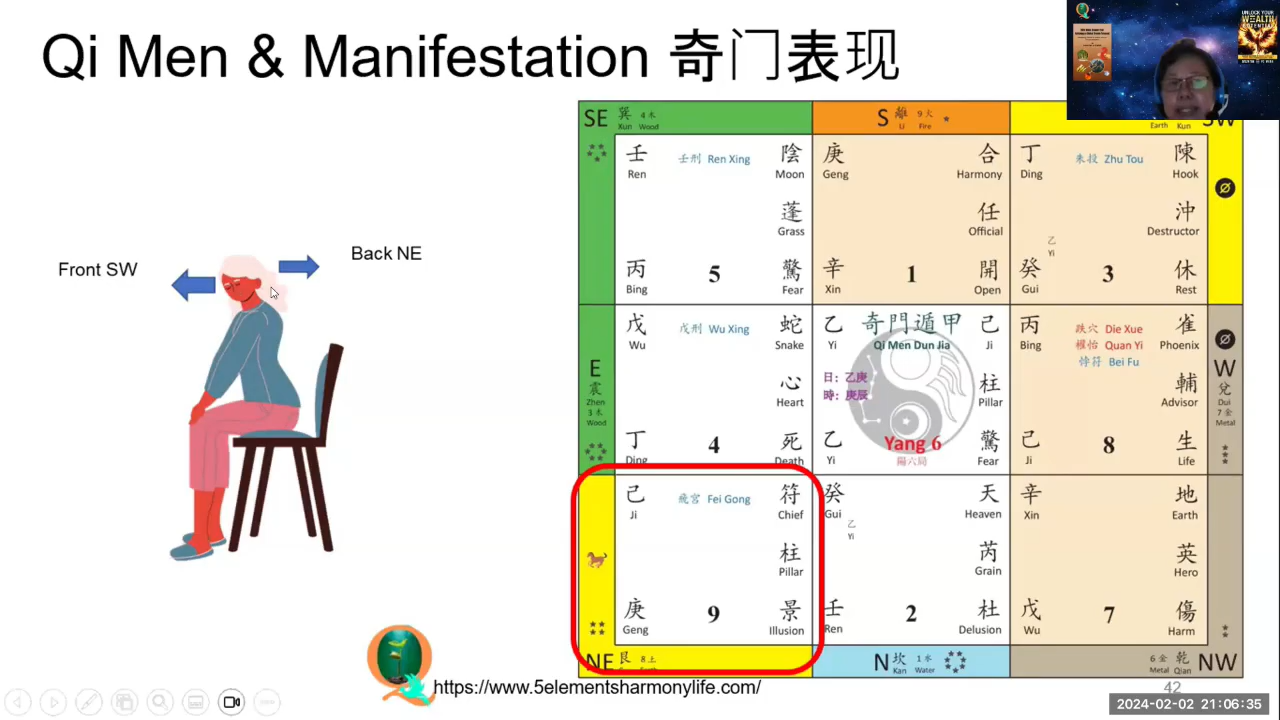 Qi Men & Manifestation 奇门表现
UNLOCK YOUR
WEALTH
Front SW
Back NE
SE 巽 4木
Xun Wood
S 離 9火
Li Fire
SW
Earth Kun
壬 壬刑 Ren Xing 陰
Ren Moon
蓬
Grass
丙 5 驚
Bing Fear
庚 合
Geng Harmony
任
Official
辛 1 開
Xin Open
丁 朱投 Zhu Tou 陳
Ding Hook
沖
Destructor
乙
Yi
癸 3 休
Gui Rest
E
震
Zhen
3木
Wood
戊 戊刑 Wu Xing 蛇
Wu Snake
心
Heart
丁 4 死
Ding Death
乙 奇門遁甲 己
Yi Qi Men Dun Jia Ji
日: 乙庚
時: 庚辰
柱
Pillar
乙 Yang 6 驚
Yi 陽六局 Fear
丙 跌穴 Die Xue 雀
Bing 權怡 Quan Yi Phoenix
悖符 Bei Fu
輔
Advisor
己 8 生
Ji Life
W
兌
Dui
7金
Metal
己 飛宮 Fei Gong 符
Ji Chief
柱
Pillar
庚 9 景
Geng Illusion
癸 天
Gui Heaven
乙
Yi
芮
Grain
壬 2 杜
Ren Delusion
辛 地
Xin Earth
英
Hero
戊 7 傷
Wu Harm
NE 艮 8土
N 坎 1水
Kan Water
6金 乾 NW
Metal Qian
https://www.5elementsharmonylife.com/
42
2024-02-02 21:06:35